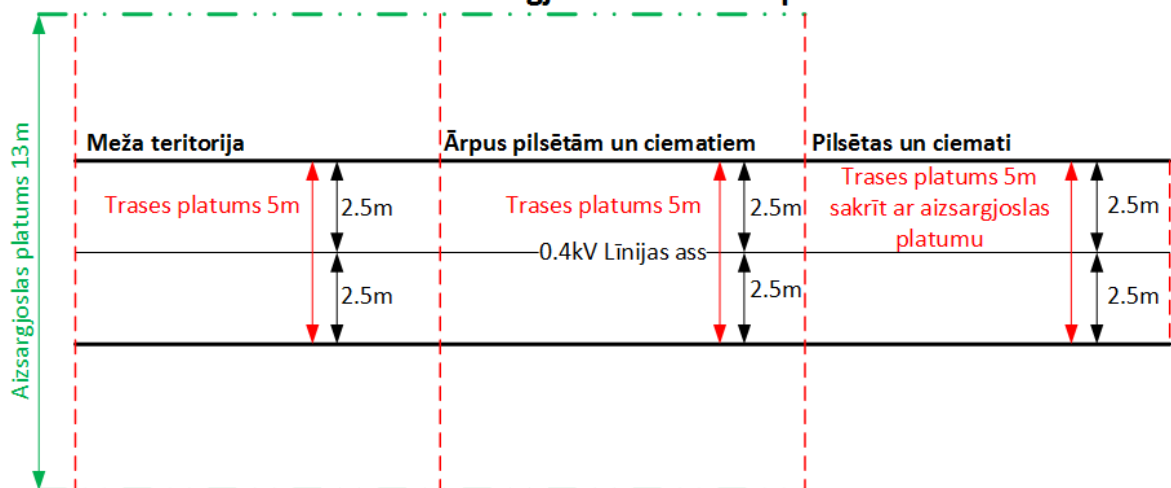 Aizsargjoslas platums 13m
Meža teritorija
Ārpus pilsētām un ciematiem
Pilsētas un ciemati
Trases platums 5m
2.5m
Trases platums 5m
2.5m
Trases platums 5m
sakrīt ar aizsargjoslas
platumu
2.5m
0.4kV Līnijas ass
2.5m
2.5m
2.5m